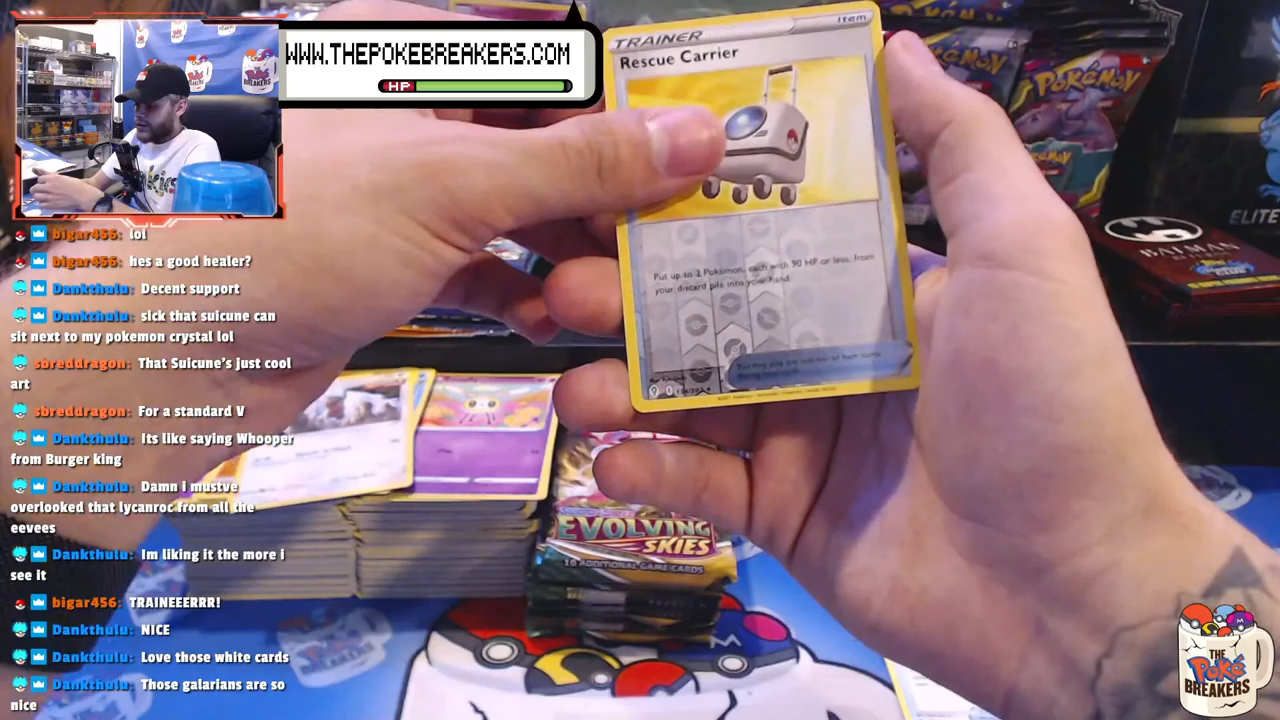 WWW.THEPOKEBREAKERS.COM
HP
TRAINER
Item
Rescue Carrier
Put up to 2 Pokémon, each with 90 HP or less, from
your discard pile into your hand.
bigar456: lol
bigar456: hes a good healer?
Dankthulu: Decent support
Dankthulu: sick that suicune can
sit next to my pokemon crystal lol
sbreddragon: That Suicune's just cool
art
sbreddragon: For a standard V
Dankthulu: Its like saying Whooper
from Burger king
Dankthulu: Damn i mustve
overlooked that lycanroc from all the
eevees
Dankthulu: Im liking it the more i
see it
bigar456: TRAINEEERRR!
Dankthulu: NICE
Dankthulu: Love those white cards
Dankthulu: Those galarians are so
nice
EVOLVING
SKIES
10 ADDITIONAL GAME CARDS
Pokémon
ELITE
BATMAN
THE
POKÉ
BREAKERS